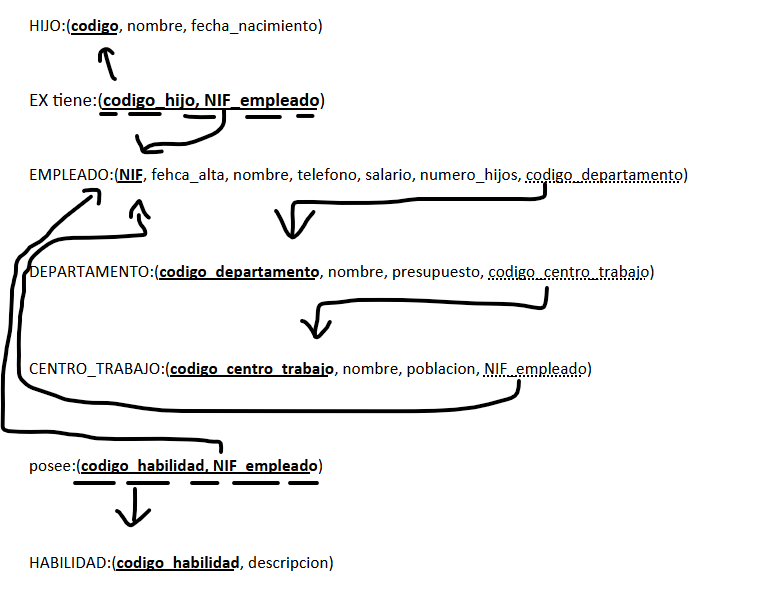 HIJO:(codigo, nombre, fecha_nacimiento)
EX tiene:(codigo_hijo, NIF_empleado)
EMPLEADO:(NIF, fehca_alta, nombre, telefono, salario, numero_hijos, codigo_departamento)
DEPARTAMENTO:(codigo_departamento, nombre, presupuesto, codigo_centro_trabajo)
CENTRO_TRABAJO:(codigo_centro_trabajo, nombre, poblacion, NIF_empleado)
posee:(codigo_habilidad, NIF_empleado)
HABILIDAD:(codigo_habilidad, descripcion)